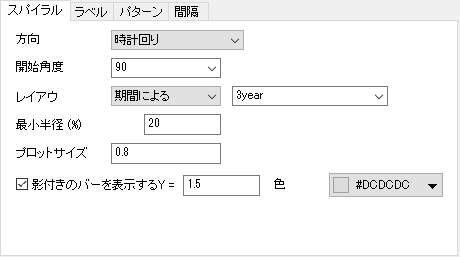 スパイラル ラベル パターン 間隔
方向 時計回り
開始角度 90
レイアウ 期間による 3year
最小半径 (%) 20
プロットサイズ 0.8
影付きのバーを表示するY = 1.5 色 #DCDCDC